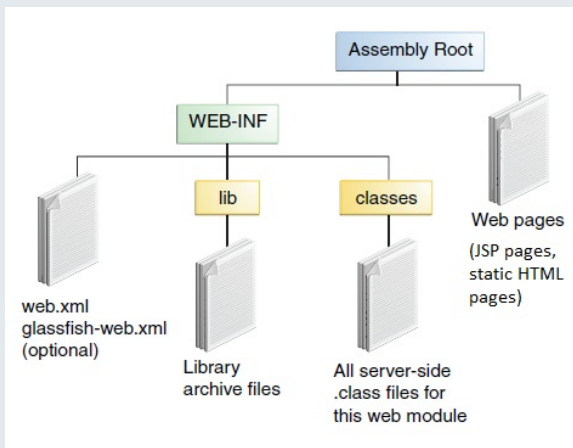 Assembly Root
WEB-INF
lib
classes
Web pages
(JSP pages,
static HTML
pages)
web.xml
glassfish-web.xml
(optional)
Library
archive files
All server-side
.class files for
this web module